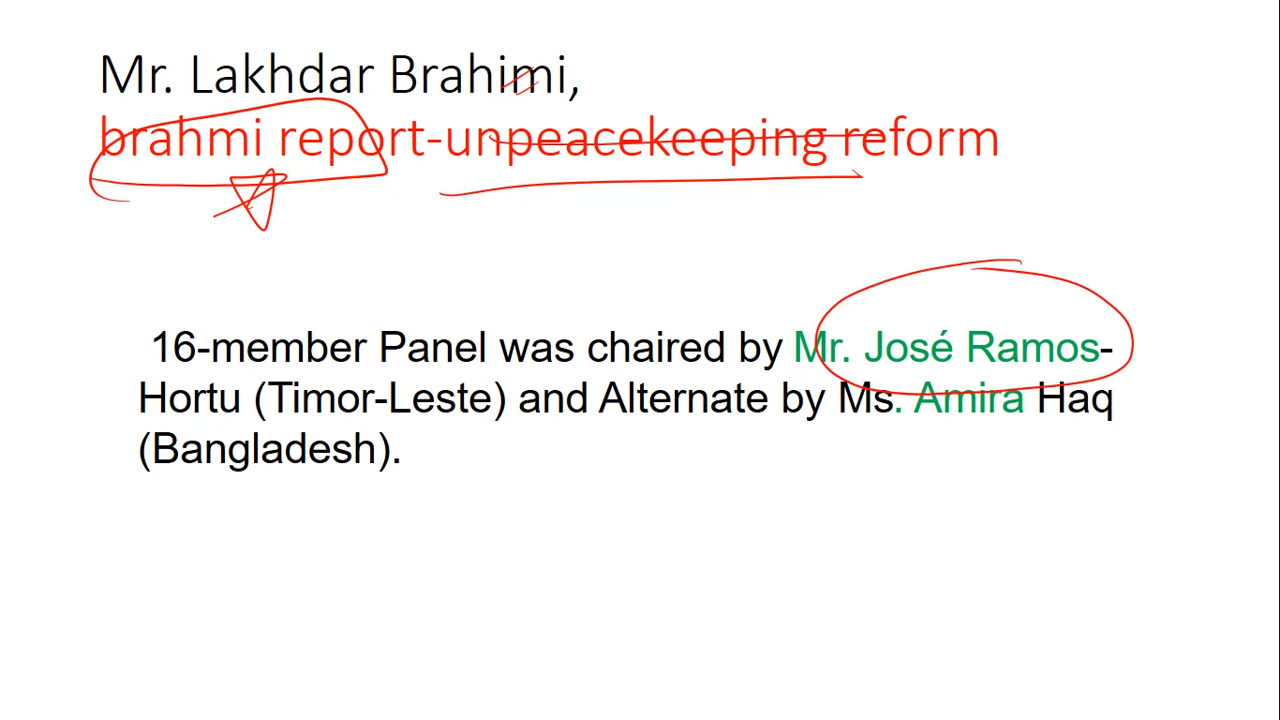 Mr. Lakhdar Brahimi,
brahmi report-unpeacekeeping reform
16-member Panel was chaired by Mr. José Ramos-
Hortu (Timor-Leste) and Alternate by Ms. Amira Haq
(Bangladesh).